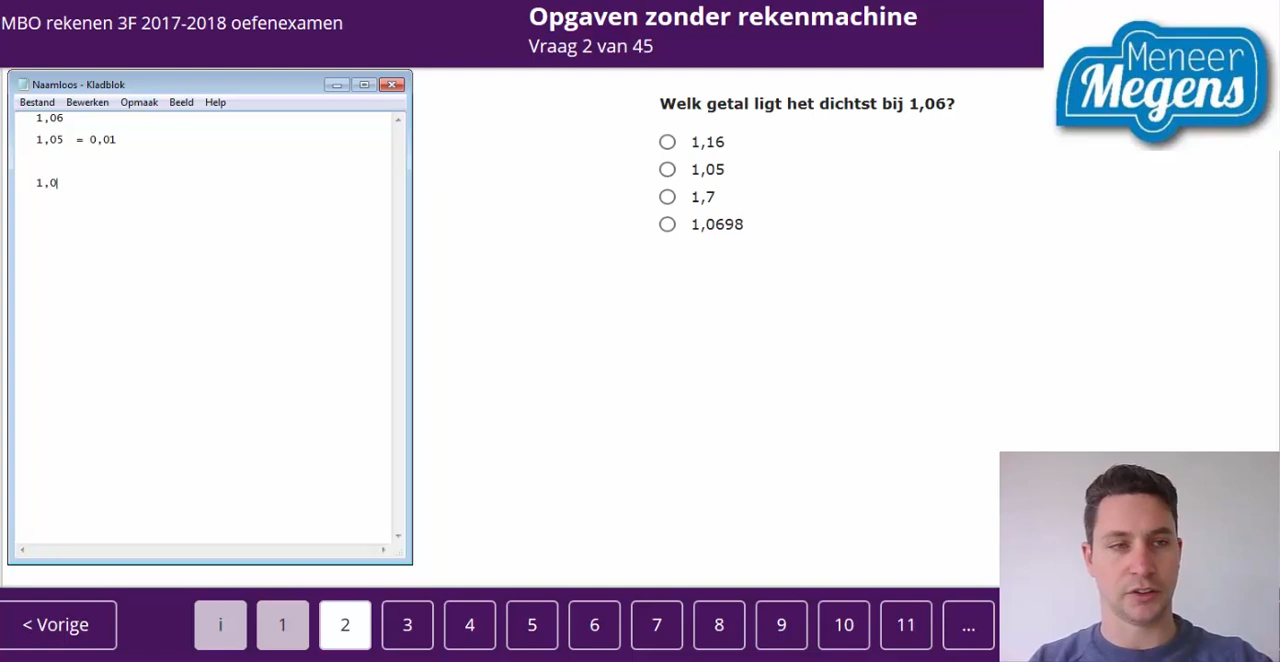 MBO rekenen 3F 2017-2018 oefenexamen
Opgaven zonder rekenmachine
Vraag 2 van 45
Meneer
Megens
Naamloos - Kladblok
Bestand Bewerken Opmaak Beeld Help
1,06
1,05 = 0,01
1,0
Welk getal ligt het dichtst bij 1,06?
1,16
1,05
1,7
1,0698
< Vorige
i 1 2 3 4 5 6 7 8 9 10 11 ...